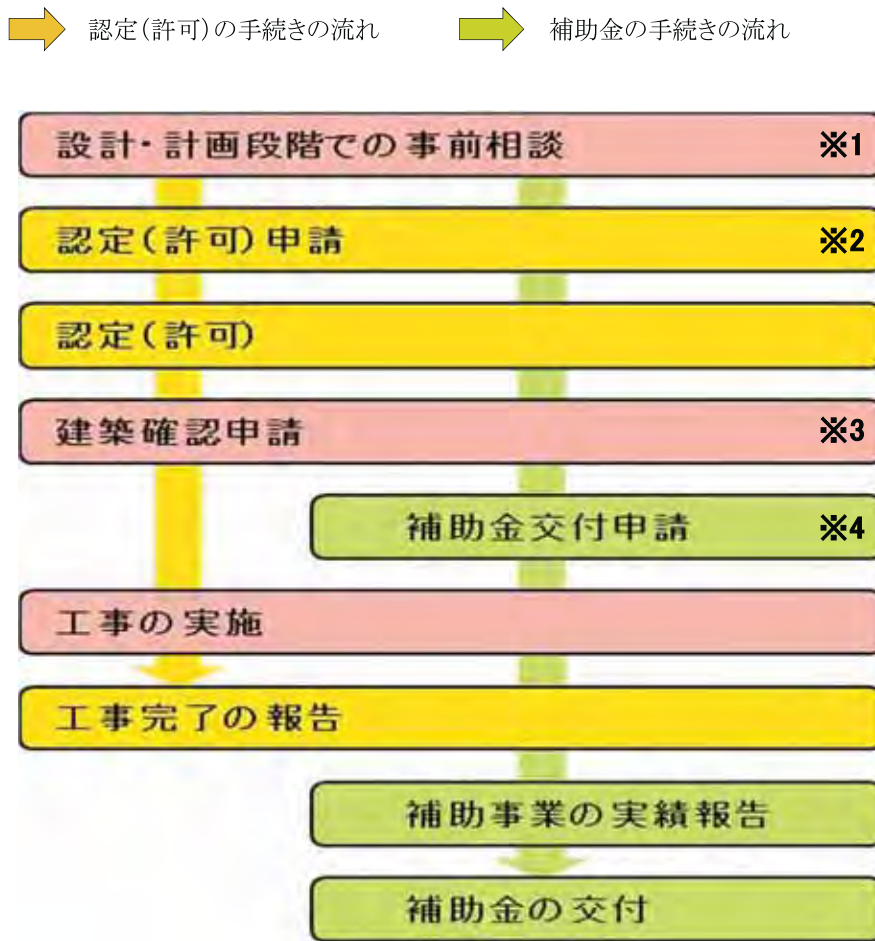 認定(許可)の手続きの流れ 補助金の手続きの流れ
設計・計画段階での事前相談 ※1
認定(許可)申請 ※2
認定(許可)
建築確認申請 ※3
補助金交付申請 ※4
工事の実施
工事完了の報告
補助事業の実績報告
補助金の交付